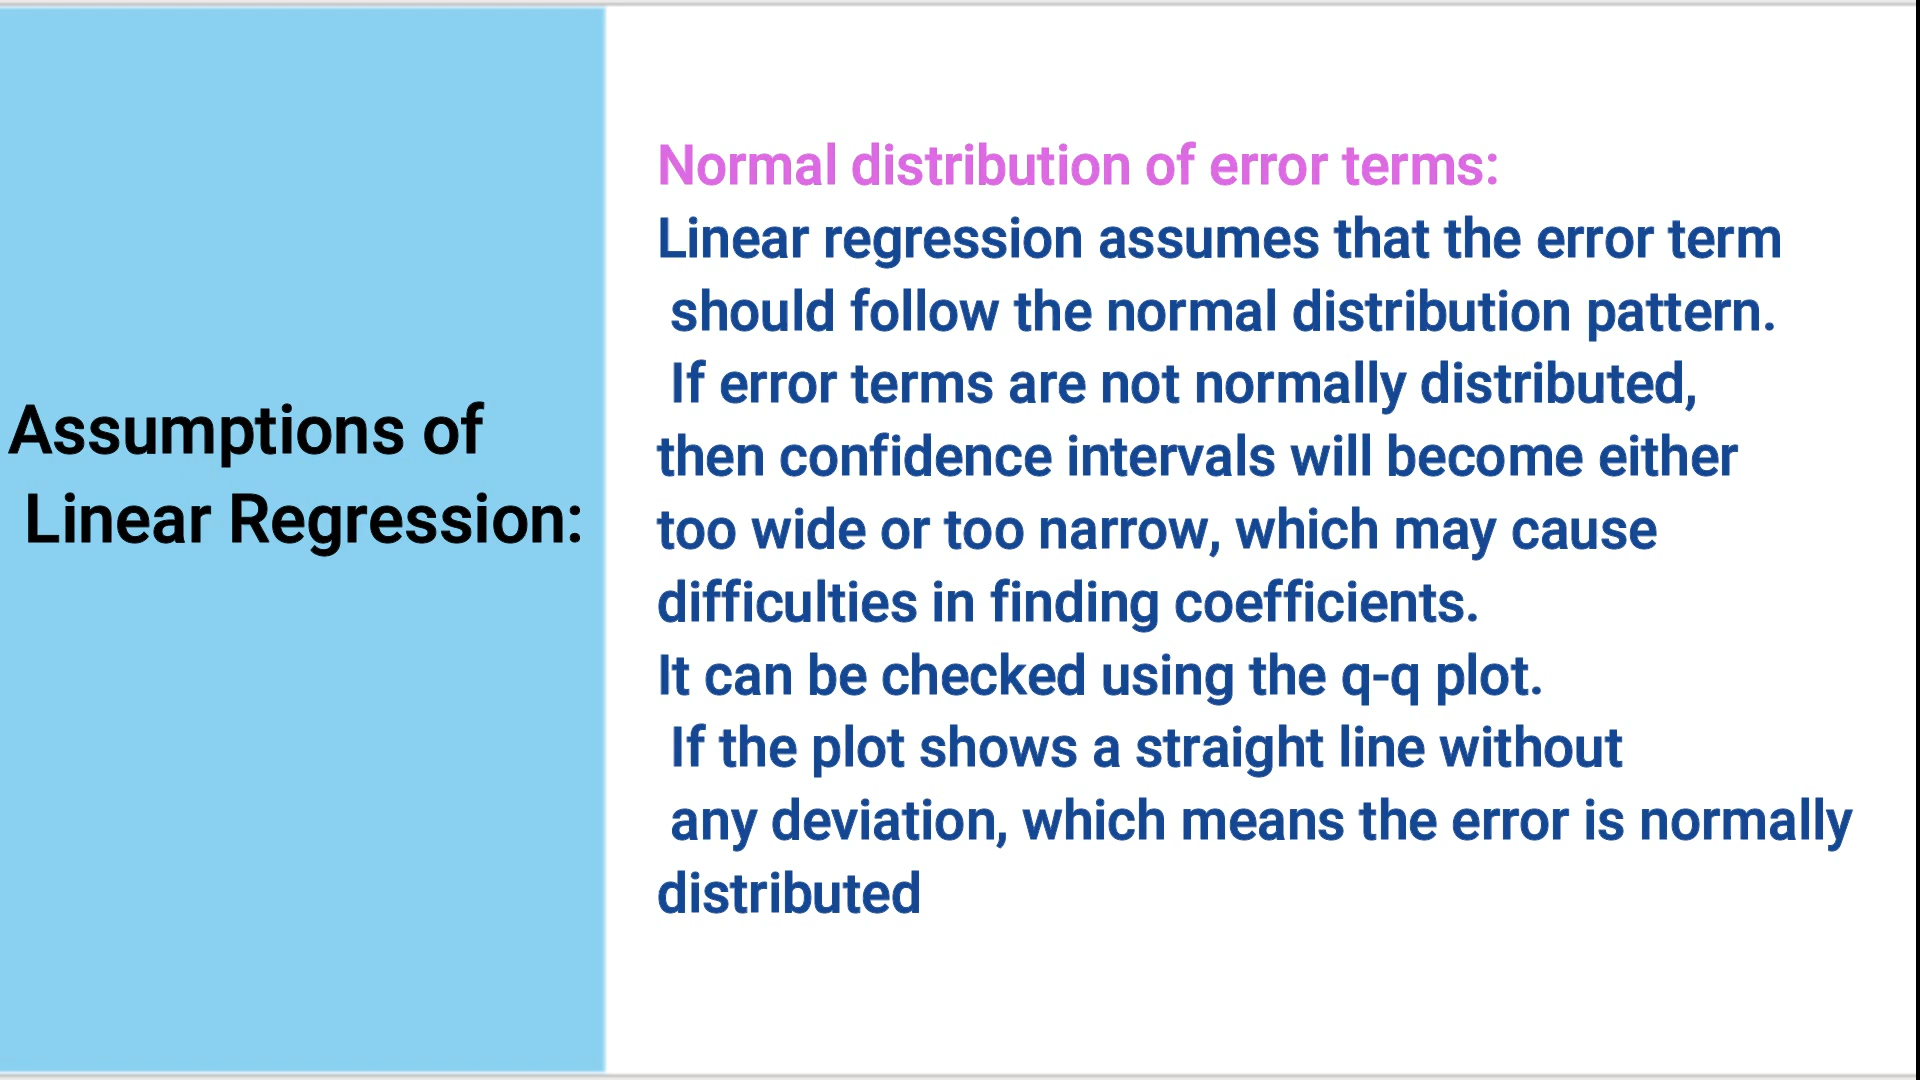 Assumptions of
Linear Regression:
Normal distribution of error terms:
Linear regression assumes that the error term
should follow the normal distribution pattern.
If error terms are not normally distributed,
then confidence intervals will become either
too wide or too narrow, which may cause
difficulties in finding coefficients.
It can be checked using the q-q plot.
If the plot shows a straight line without
any deviation, which means the error is normally
distributed